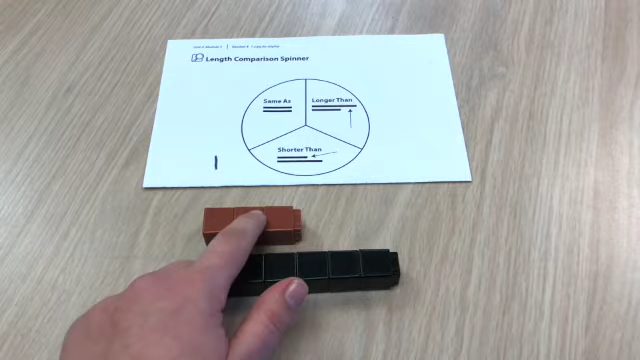 Length Comparison Spinner
Same As
Longer Than
Shorter Than